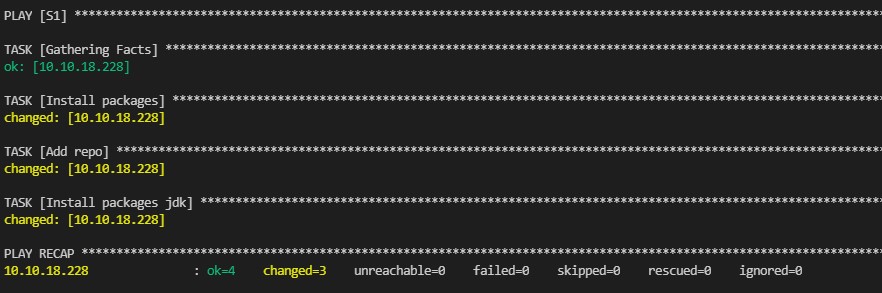 PLAY [S1] *******************************************************************************************************************
TASK [Gathering Facts] ******************************************************************************************************
ok: [10.10.18.228]
TASK [Install packages] *****************************************************************************************************
changed: [10.10.18.228]
TASK [Add repo] *************************************************************************************************************
changed: [10.10.18.228]
TASK [Install packages jdk] *************************************************************************************************
changed: [10.10.18.228]
PLAY RECAP ******************************************************************************************************************
10.10.18.228 : ok=4 changed=3 unreachable=0 failed=0 skipped=0 rescued=0 ignored=0